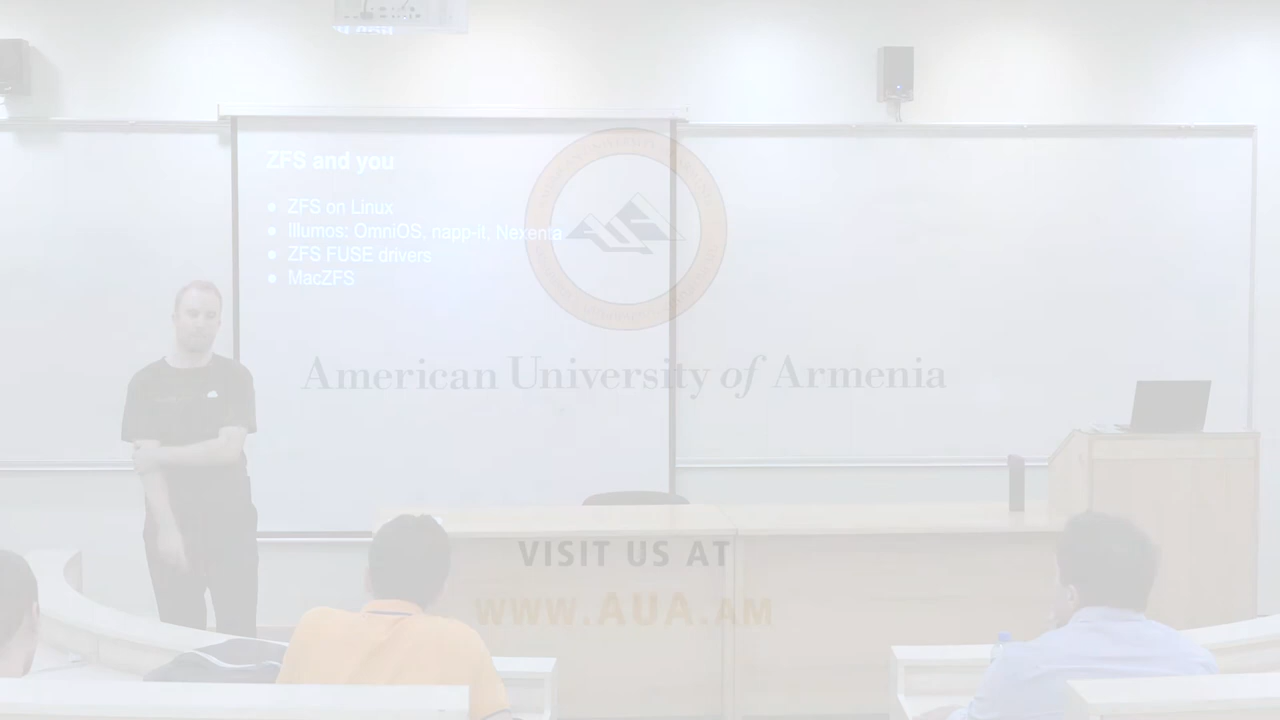 ZFS and you
ZFS on Linux
Illumos: OmniOS, napp-it, Nexenta
ZFS FUSE drivers
MacZFS
American University of Armenia
VISIT US AT
WWW.AUA.AM